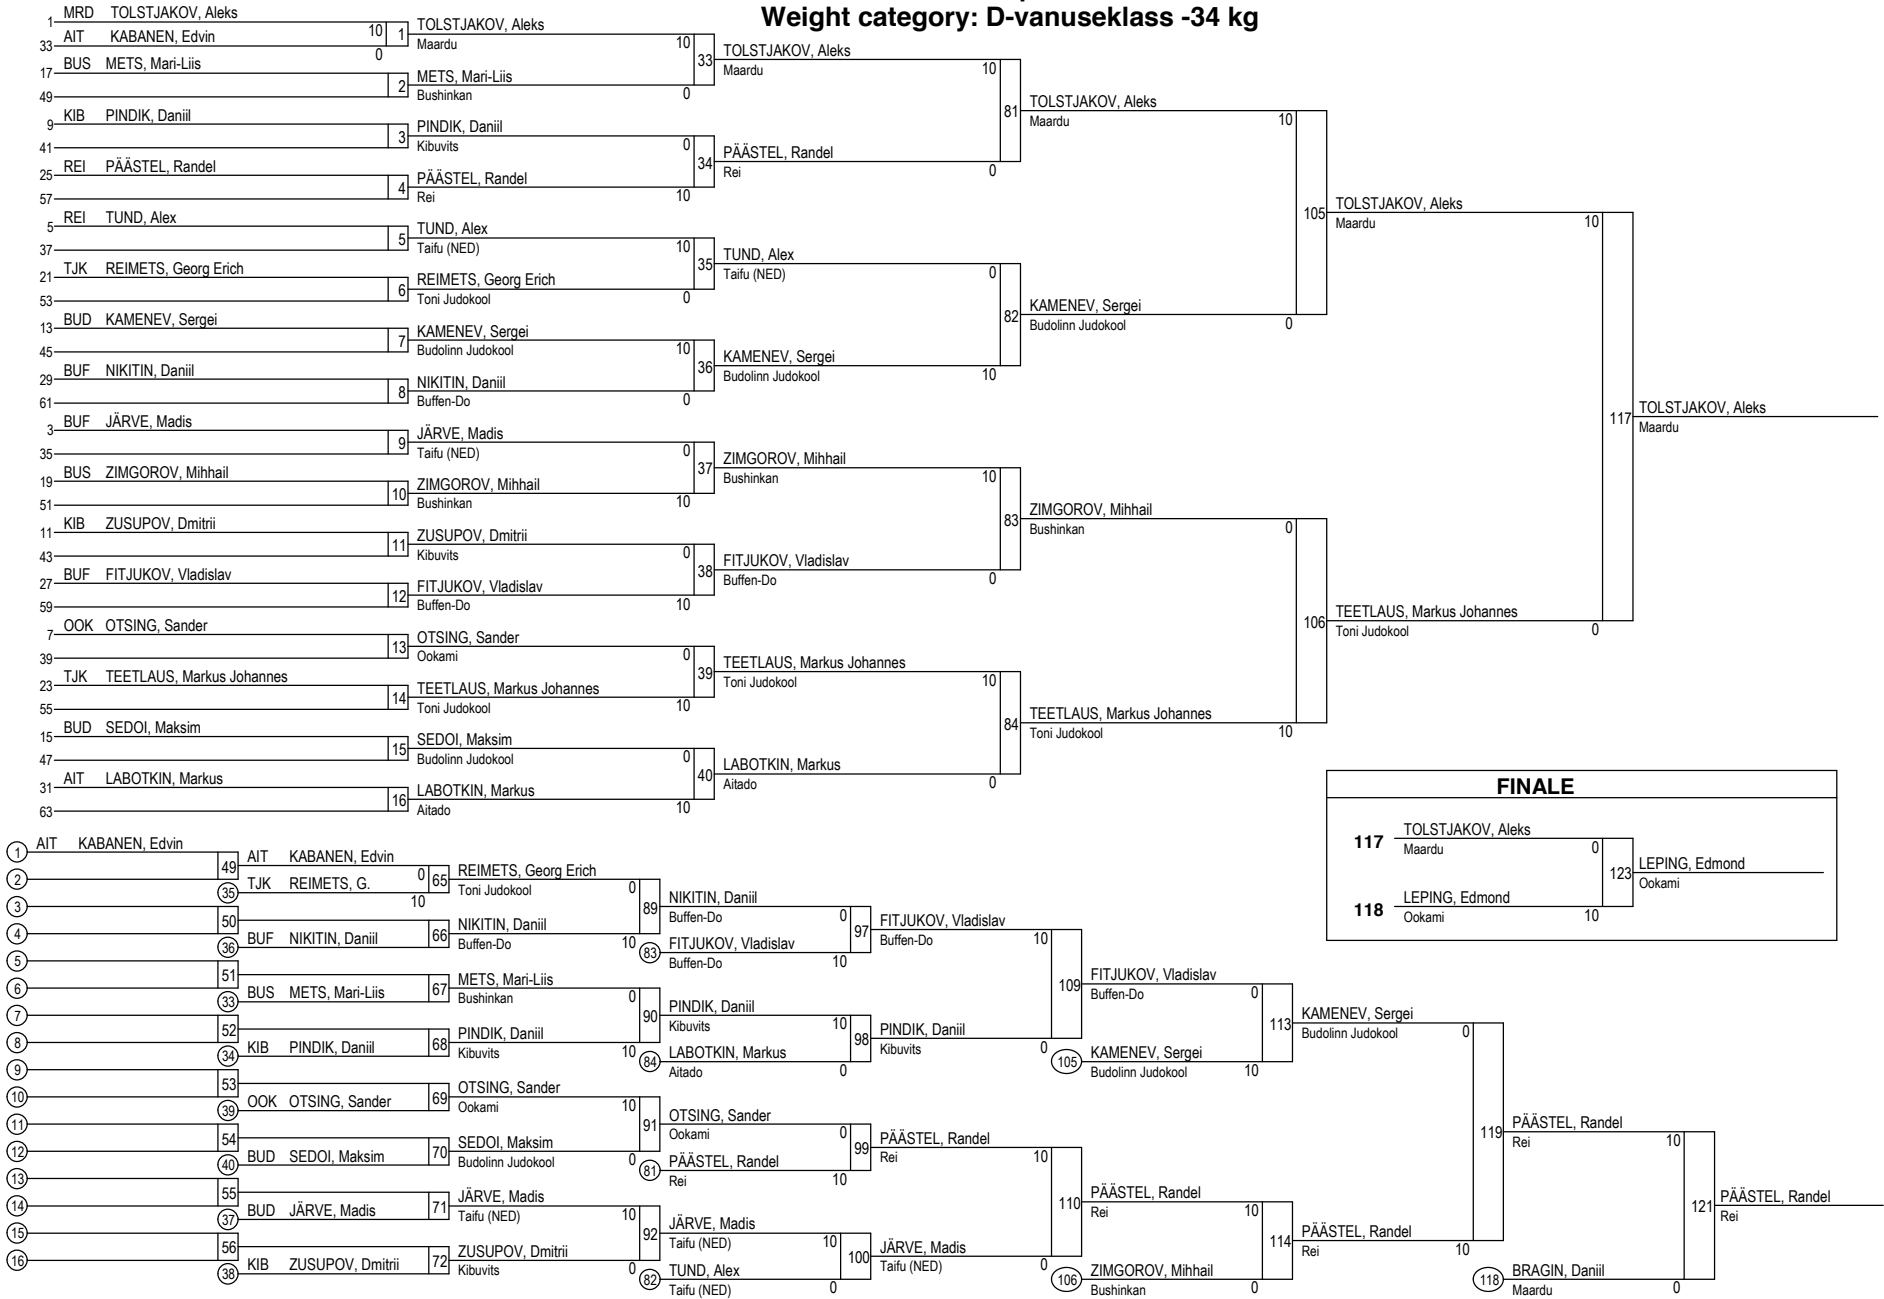 Weight category: D-vanuseklass -34 kg
1 MRD TOLSTJAKOV, Aleks
33 AIT KABANEN, Edvin 10 0 1
17 BUS METS, Mari-Liis
49 2
9 KIB PINDIK, Daniil
41 3
25 REI PÄÄSTEL, Randel
57 4
5 REI TUND, Alex
37 5
21 TJK REIMETS, Georg Erich
53 6
13 BUD KAMENEV, Sergei
45 7
29 BUF NIKITIN, Daniil
61 8
3 BUF JÄRVE, Madis
35 9
19 BUS ZIMGOROV, Mihhail
51 10
11 KIB ZUSUPOV, Dmitrii
43 11
27 BUF FITJUKOV, Vladislav
59 12
7 OOK OTSING, Sander
39 13
23 TJK TEETLAUS, Markus Johannes
55 14
15 BUD SEDOI, Maksim
47 15
31 AIT LABOTKIN, Markus
63 16
TOLSTJAKOV, Aleks 10
Maardu 33
METS, Mari-Liis
Bushinkan 0
PINDIK, Daniil
Kibuvits 0 34
PÄÄSTEL, Randel
Rei 10
TUND, Alex
Taifu (NED) 10 35
REIMETS, Georg Erich
Toni Judokool 0
KAMENEV, Sergei
Budolinn Judokool 10 36
NIKITIN, Daniil
Buffen-Do 0
JÄRVE, Madis
Taifu (NED) 0 37
ZIMGOROV, Mihhail
Bushinkan 10
ZUSUPOV, Dmitrii
Kibuvits 0 38
FITJUKOV, Vladislav
Buffen-Do 10
OTSING, Sander
Ookami 0 39
TEETLAUS, Markus Johannes
Toni Judokool 10
SEDOI, Maksim
Budolinn Judokool 0 40
LABOTKIN, Markus
Aitado 10
TOLSTJAKOV, Aleks
Maardu 10 81
PÄÄSTEL, Randel
Rei 0
TUND, Alex
Taifu (NED) 0 82
KAMENEV, Sergei
Budolinn Judokool 10
ZIMGOROV, Mihhail
Bushinkan 10 83
FITJUKOV, Vladislav
Buffen-Do 0
TEETLAUS, Markus Johannes
Toni Judokool 10 84
LABOTKIN, Markus
Aitado 0
TOLSTJAKOV, Aleks
Maardu 10 105
KAMENEV, Sergei
Budolinn Judokool 0
ZIMGOROV, Mihhail
Bushinkan 0 106
TEETLAUS, Markus Johannes
Toni Judokool 10
TOLSTJAKOV, Aleks
Maardu 10 117
TEETLAUS, Markus Johannes
Toni Judokool 0
TOLSTJAKOV, Aleks
Maardu
FINALE
117 TOLSTJAKOV, Aleks
Maardu 0 123
118 LEPING, Edmond
Ookami 10
LEPING, Edmond
Ookami
1 AIT KABANEN, Edvin
2 49
3
4 50
5
6 51
7
8 52
9
10 53
11
12 54
13
14 55
15
16 56
AIT KABANEN, Edvin 0 65
35 TJK REIMETS, G. 10
36 BUF NIKITIN, Daniil 66
33 BUS METS, Mari-Liis 67
34 KIB PINDIK, Daniil 68
39 OOK OTSING, Sander 69
40 BUD SEDOI, Maksim 70
37 BUD JÄRVE, Madis 71
38 KIB ZUSUPOV, Dmitrii 72
REIMETS, Georg Erich
Toni Judokool 0 89
NIKITIN, Daniil
Buffen-Do 10
METS, Mari-Liis
Bushinkan 0 90
PINDIK, Daniil
Kibuvits 10
OTSING, Sander
Ookami 10 91
SEDOI, Maksim
Budolinn Judokool 0
JÄRVE, Madis
Taifu (NED) 10 92
ZUSUPOV, Dmitrii
Kibuvits 0
NIKITIN, Daniil
Buffen-Do 0 97
83 FITJUKOV, Vladislav
Buffen-Do 10
PINDIK, Daniil
Kibuvits 10 98
84 LABOTKIN, Markus
Aitado 0
OTSING, Sander
Ookami 0 99
81 PÄÄSTEL, Randel
Rei 10
JÄRVE, Madis
Taifu (NED) 10 100
82 TUND, Alex
Taifu (NED) 0
FITJUKOV, Vladislav
Buffen-Do 10 109
PINDIK, Daniil
Kibuvits 0
PÄÄSTEL, Randel
Rei 10 110
JÄRVE, Madis
Taifu (NED) 0
FITJUKOV, Vladislav
Buffen-Do 0 113
105 KAMENEV, Sergei
Budolinn Judokool 10
PÄÄSTEL, Randel
Rei 10 114
106 ZIMGOROV, Mihhail
Bushinkan 0
KAMENEV, Sergei
Budolinn Judokool 0 119
PÄÄSTEL, Randel
Rei 10
PÄÄSTEL, Randel
Rei 10 121
118 BRAGIN, Daniil
Maardu 0
PÄÄSTEL, Randel
Rei